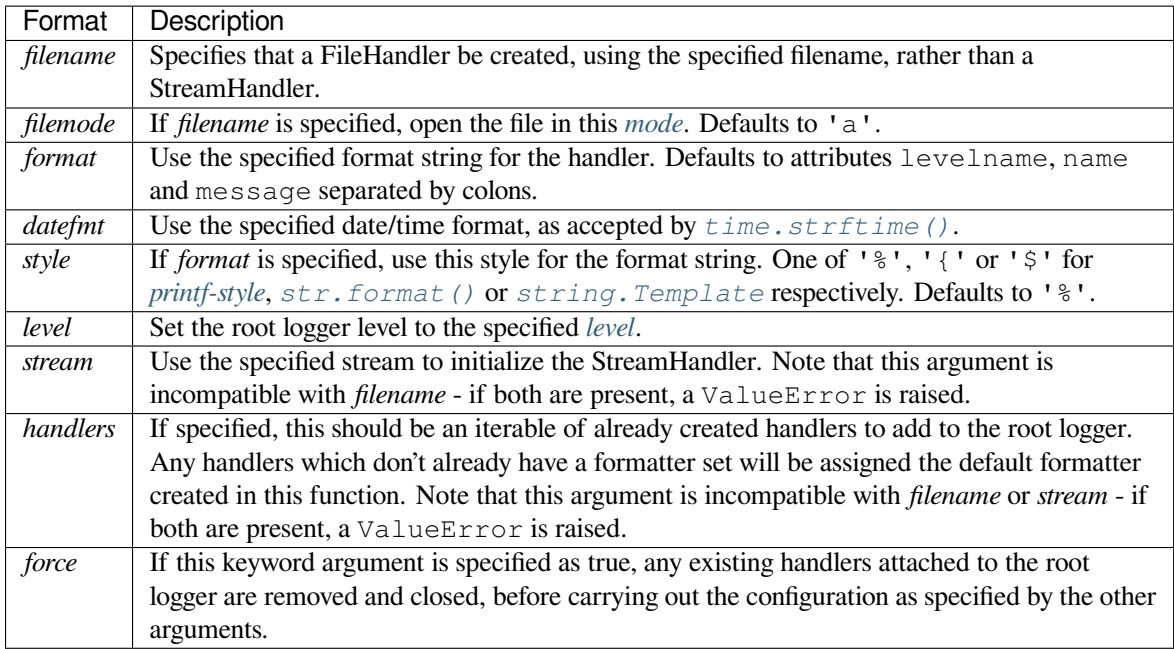 Format Description
filename Specifies that a FileHandler be created, using the specified filename, rather than a
StreamHandler.
filemode If filename is specified, open the file in this mode. Defaults to 'a'.
format Use the specified format string for the handler. Defaults to attributes levelname, name
and message separated by colons.
datefmt Use the specified date/time format, as accepted by time.strftime().
style If format is specified, use this style for the format string. One of '%', '{' or '$' for
printf-style, str.format() or string.Template respectively. Defaults to '%'.
level Set the root logger level to the specified level.
stream Use the specified stream to initialize the StreamHandler. Note that this argument is
incompatible with filename - if both are present, a ValueError is raised.
handlers If specified, this should be an iterable of already created handlers to add to the root logger.
Any handlers which don’t already have a formatter set will be assigned the default formatter
created in this function. Note that this argument is incompatible with filename or stream - if
both are present, a ValueError is raised.
force If this keyword argument is specified as true, any existing handlers attached to the root
logger are removed and closed, before carrying out the configuration as specified by the other
arguments.